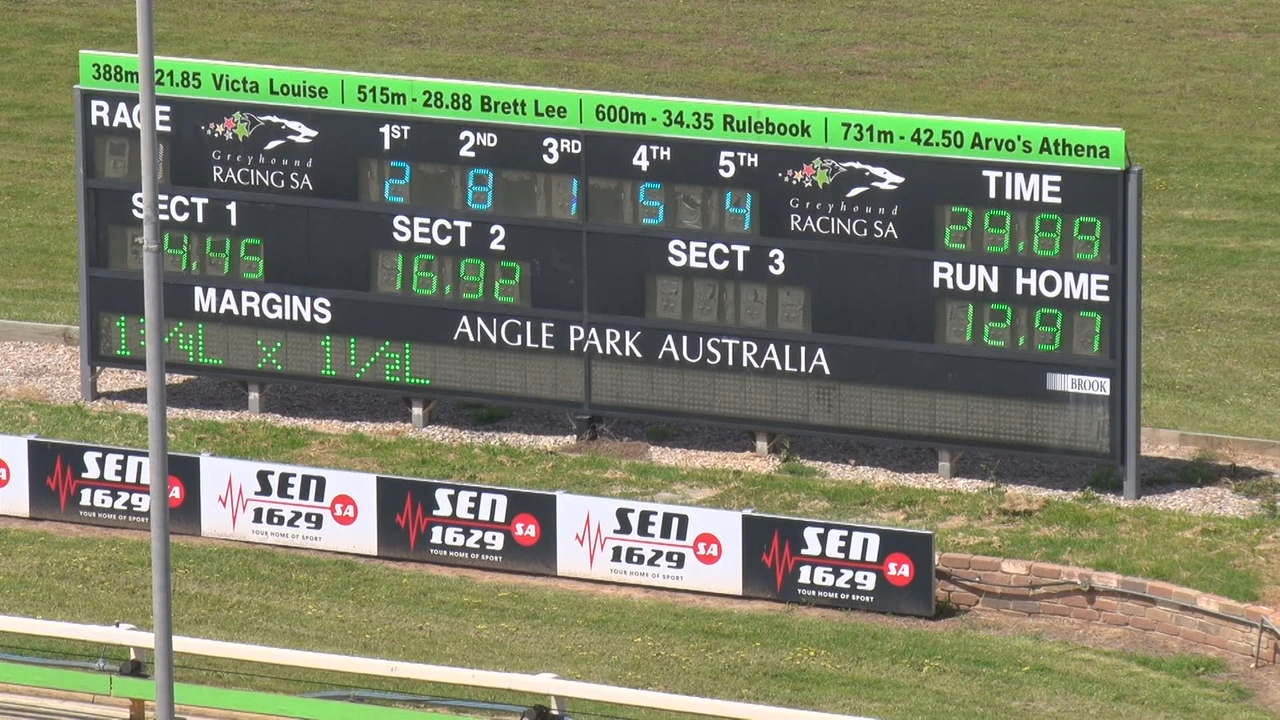 388m 21.85 Victa Louise | 515m - 28.88 Brett Lee | 600m - 34.35 Rulebook | 731m - 42.50 Arvo's Athena
RACE
Greyhound
RACING SA
1ST 2ND 3RD 4TH 5TH
2 8 1 5 4
Greyhound
RACING SA
TIME
29.89
SECT 1
4.45
SECT 2
16.92
SECT 3
RUN HOME
12.97
MARGINS
1¼L x 1½L
ANGLE PARK AUSTRALIA
BROOK
SA
SEN
1629 SA
YOUR HOME OF SPORT
SEN
1629 SA
YOUR HOME OF SPORT
SEN
1629 SA
YOUR HOME OF SPORT
SEN
1629 SA
YOUR HOME OF SPORT
SEN
1629 SA
YOUR HOME OF SPORT